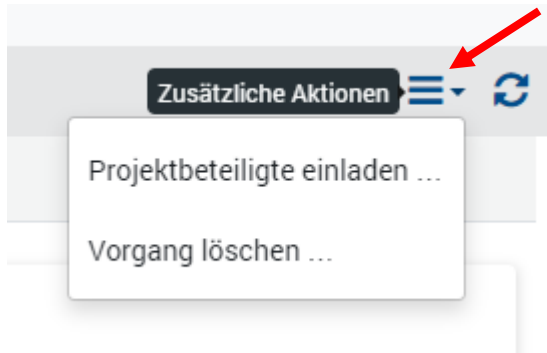 Zusätzliche Aktionen
Projektbeteiligte einladen ...
Vorgang löschen ...